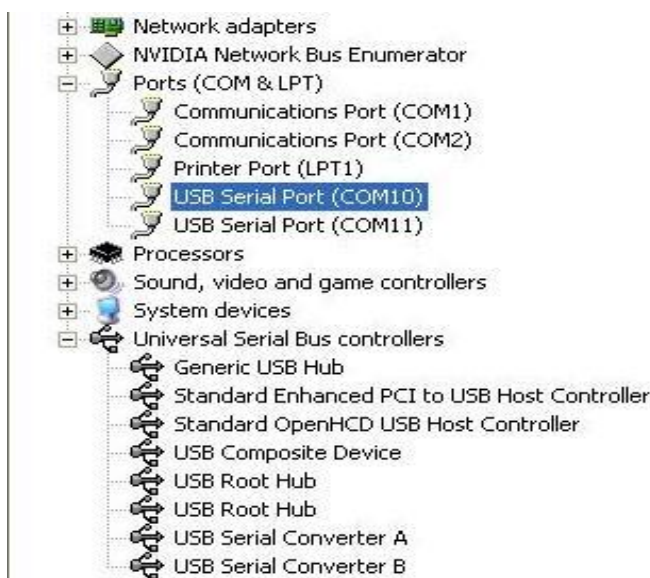 Network adapters
NVIDIA Network Bus Enumerator
Ports (COM & LPT)
Communications Port (COM1)
Communications Port (COM2)
Printer Port (LPT1)
USB Serial Port (COM10)
USB Serial Port (COM11)
Processors
Sound, video and game controllers
System devices
Universal Serial Bus controllers
Generic USB Hub
Standard Enhanced PCI to USB Host Controller
Standard OpenHCD USB Host Controller
USB Composite Device
USB Root Hub
USB Root Hub
USB Serial Converter A
USB Serial Converter B